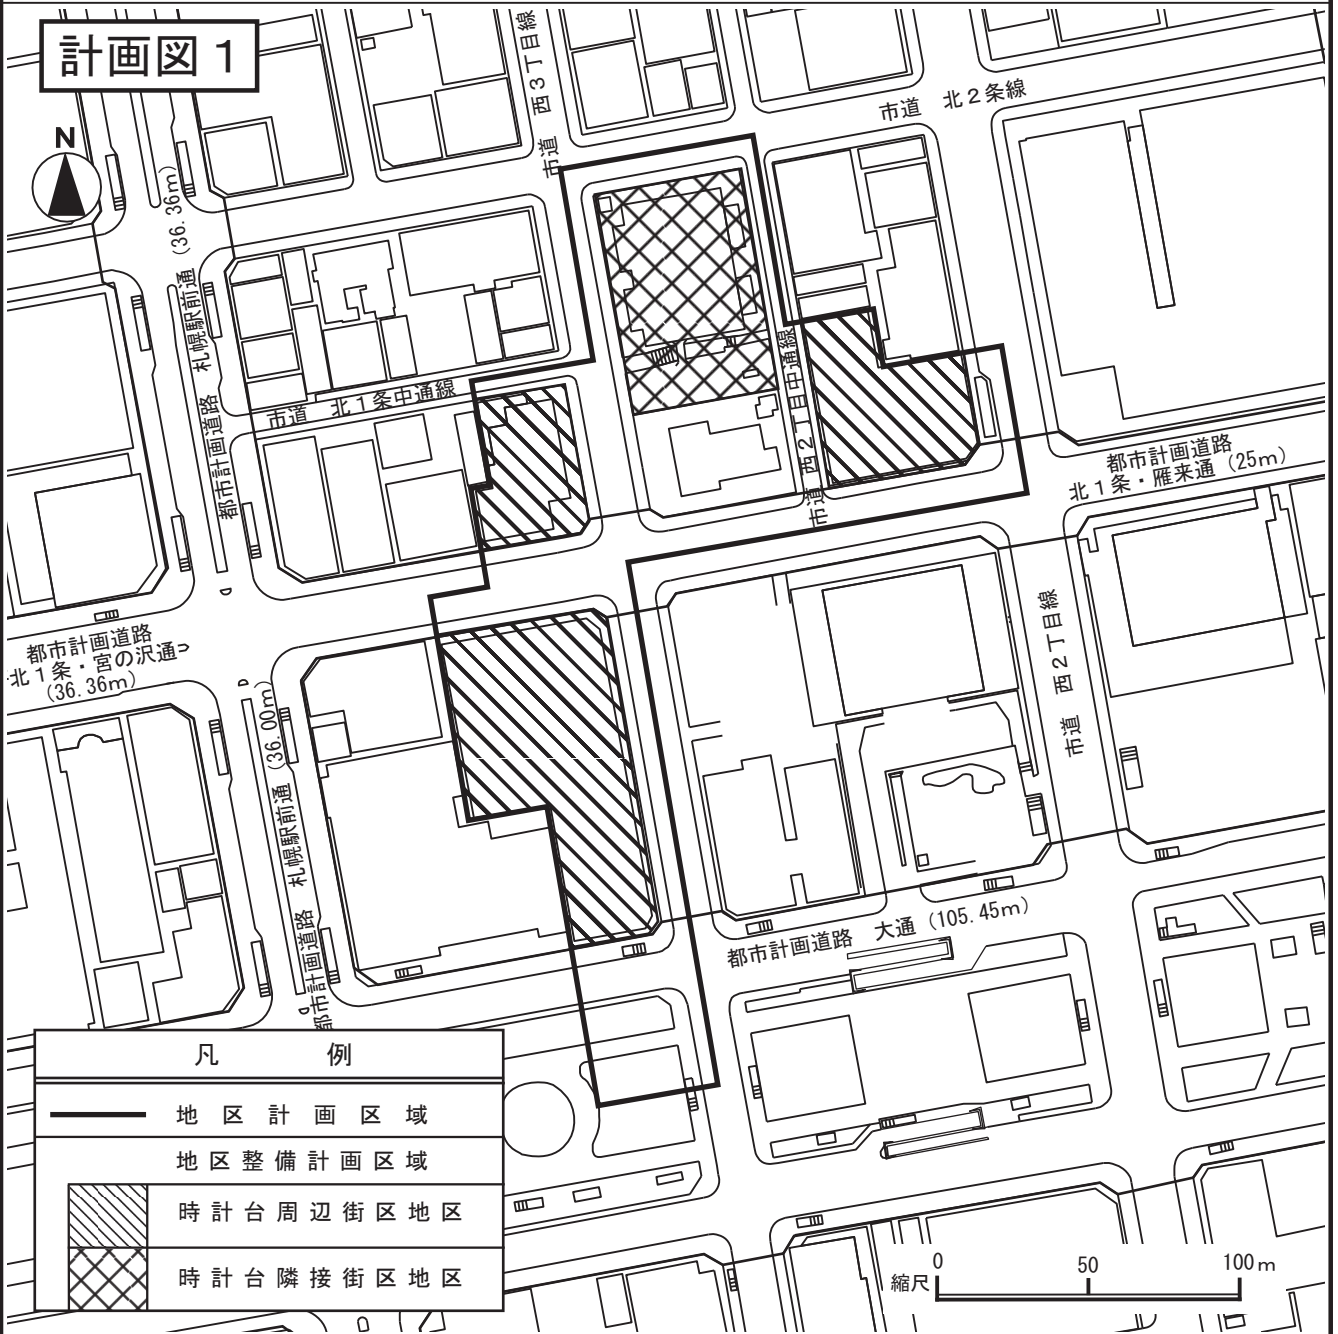 計画図１
N
市道　西３丁目線
市道　北２条線
都市計画道路　札幌駅前通（36.36m）
市道　北１条中通線
市道　西２丁目中通線
都市計画道路
北１条・雁来通（25m）
都市計画道路
北１条・宮の沢通
（36.36m）
都市計画道路　札幌駅前通（36.00m）
市道　西２丁目線
都市計画道路　大通（105.45m）
凡　例
地区計画区域
地区整備計画区域
時計台周辺街区地区
時計台隣接街区地区
縮尺
0　50　100m